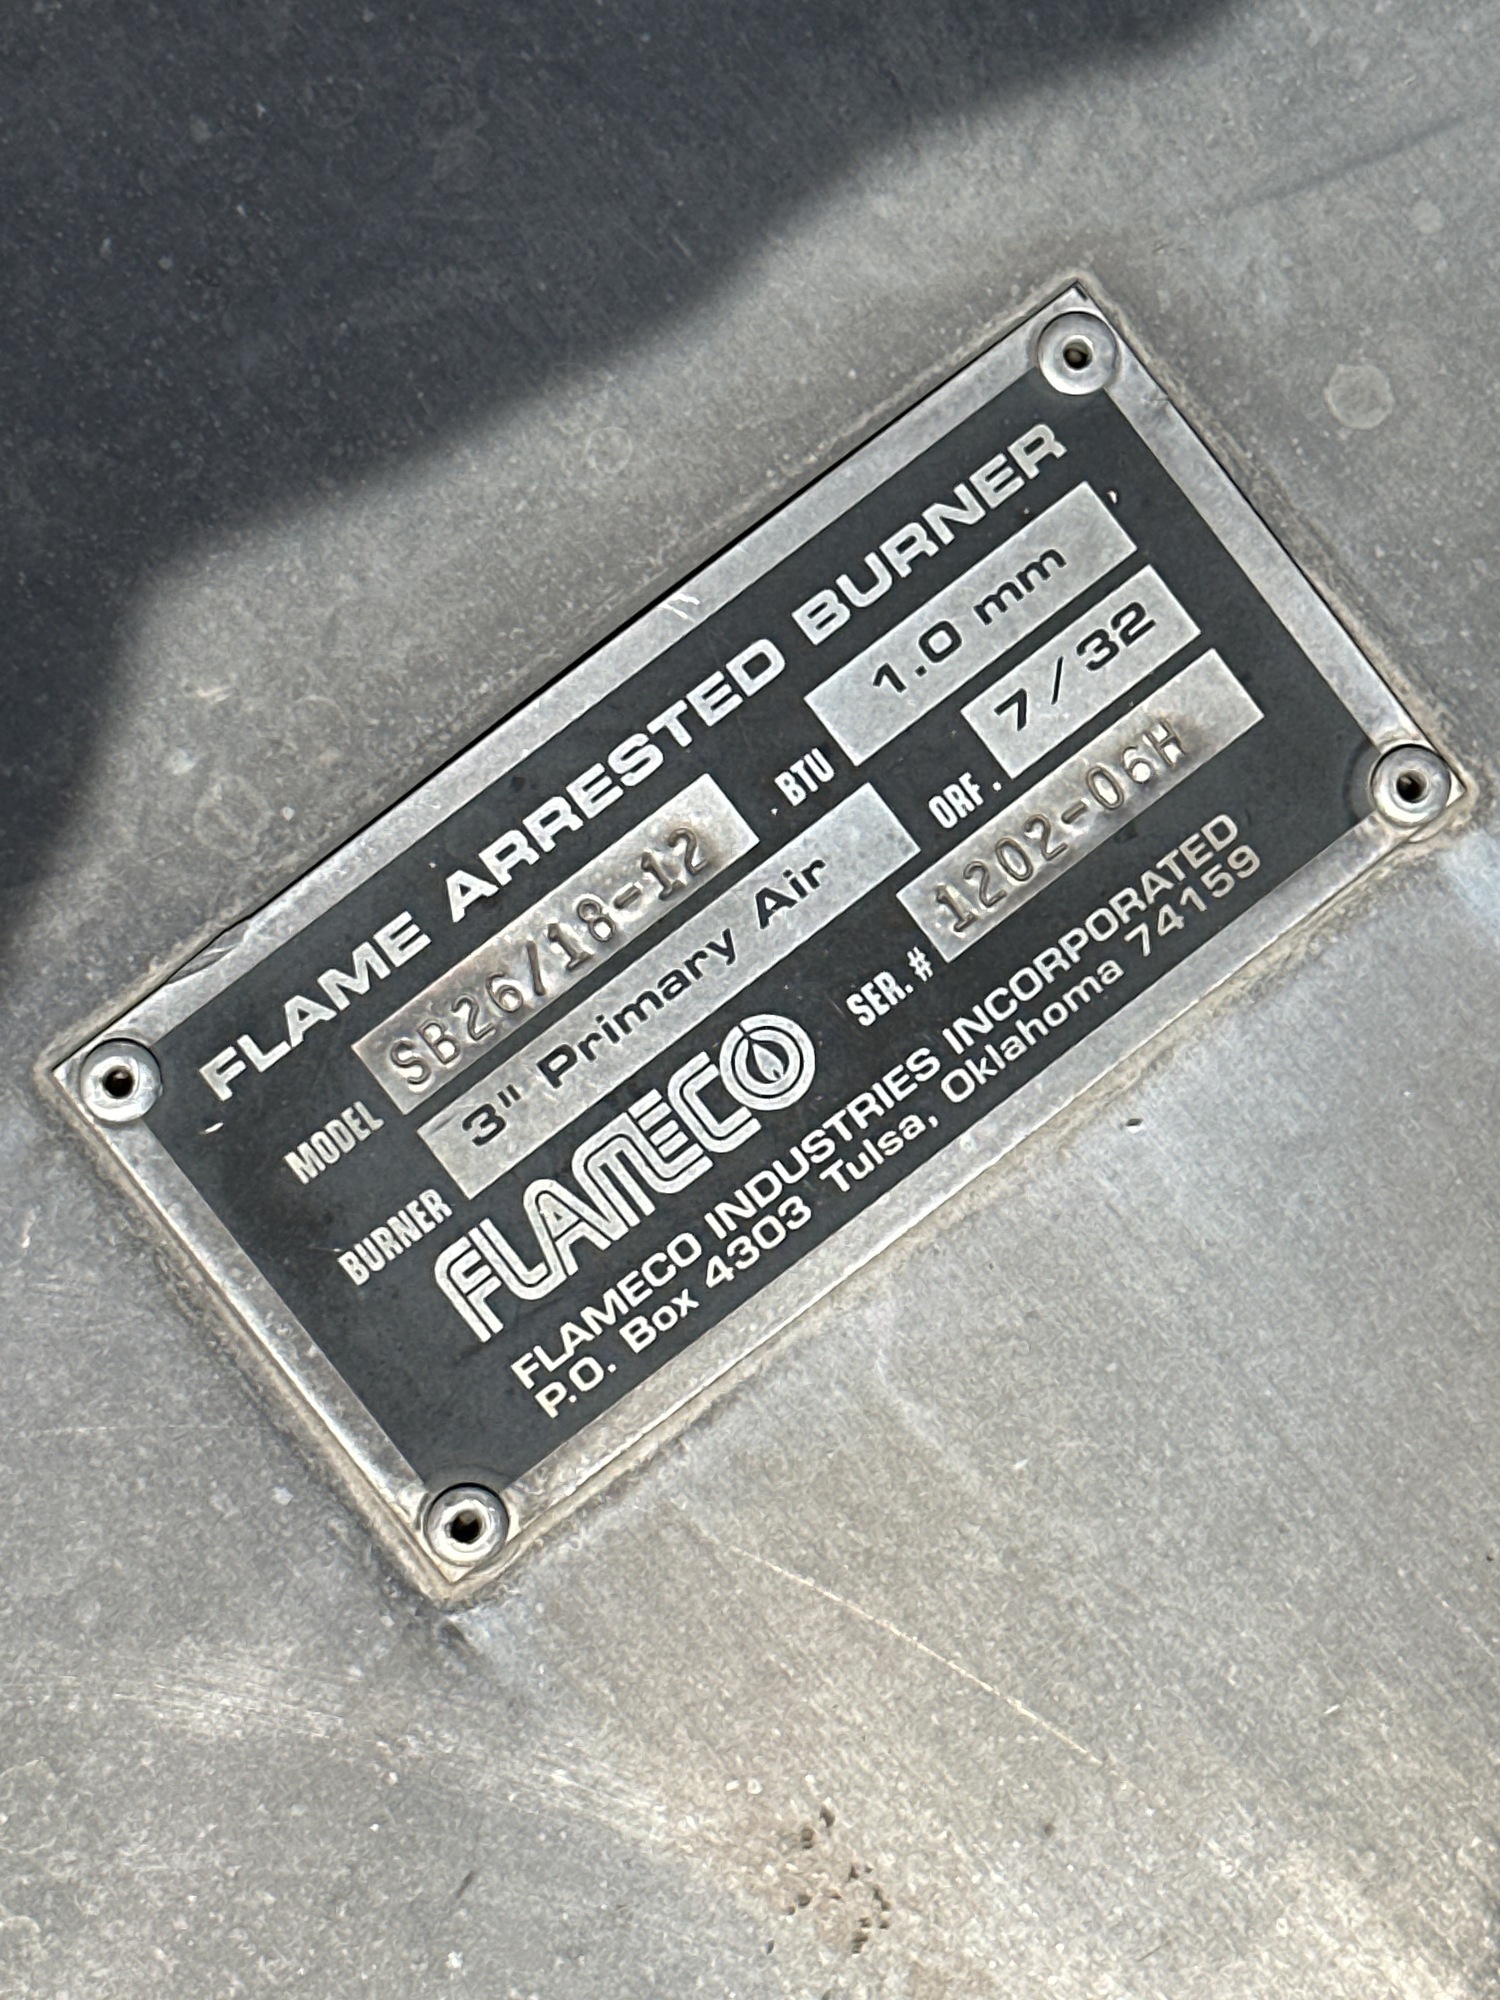 FLAME ARRESTED BURNER
MODEL SB26/18-12 BTU 1.0 mm
BURNER 3" Primary Air ORF. 7/32
FLAMECO SER. # 1202-06H
FLAMECO INDUSTRIES INCORPORATED
P.O. Box 4303 Tulsa, Oklahoma 74159